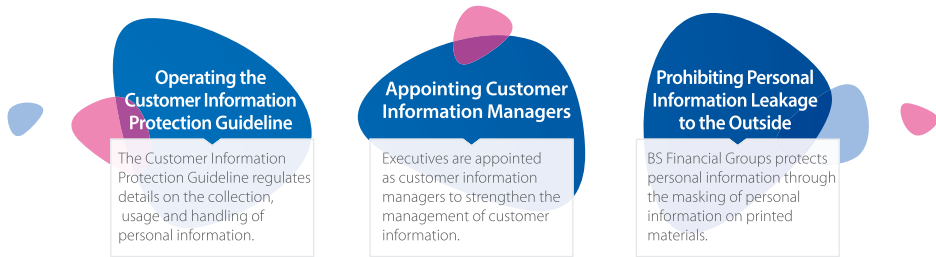 Operating the
Customer Information
Protection Guideline
The Customer Information
Protection Guideline regulates
details on the collection,
usage and handling of
personal information.
Appointing Customer
Information Managers
Executives are appointed
as customer information
managers to strengthen the
management of customer
information.
Prohibiting Personal
Information Leakage
to the Outside
BS Financial Groups protects
personal information through
the masking of personal
information on printed
materials.